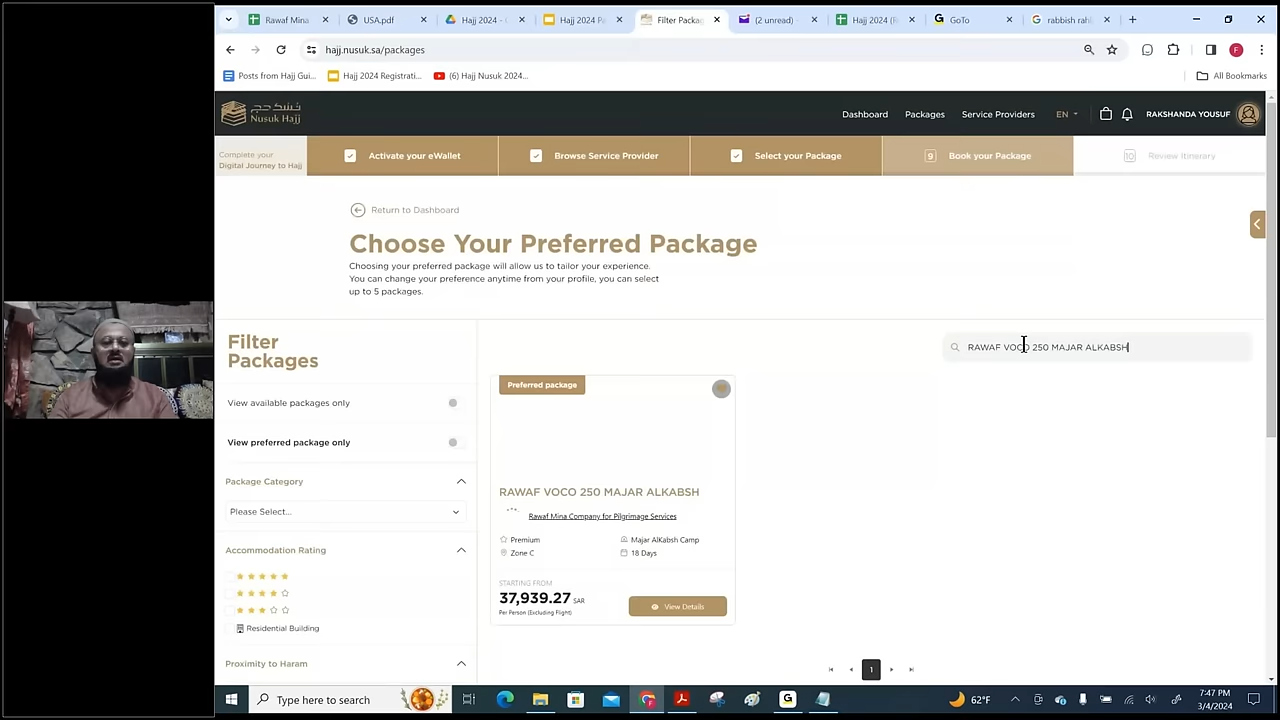 Rawaf Mina
USA.pdf
Hajj 2024 -
Hajj 2024 Pa
Filter Packag
(2 unread) -
Hajj 2024 (R
GoTo
rabbish rahl
hajj.nusuk.sa/packages
Posts from Hajj Gui...
Hajj 2024 Registrati...
(6) Hajj Nusuk 2024...
All Bookmarks
نسك حج
Nusuk Hajj
Dashboard
Packages
Service Providers
EN
RAKSHANDA YOUSUF
Complete your
Digital Journey to Hajj
Activate your eWallet
Browse Service Provider
Select your Package
9 Book your Package
10 Review Itinerary
Return to Dashboard
Choose Your Preferred Package
Choosing your preferred package will allow us to tailor your experience.
You can change your preference anytime from your profile, you can select
up to 5 packages.
Filter
Packages
RAWAF VOCO 250 MAJAR ALKABSH
View available packages only
View preferred package only
Package Category
Please Select...
Accommodation Rating
Residential Building
Proximity to Haram
Preferred package
RAWAF VOCO 250 MAJAR ALKABSH
Rawaf Mina Company for Pilgrimage Services
Premium
Majar AlKabsh Camp
Zone C
18 Days
STARTING FROM
37,939.27 SAR
Per Person (Excluding Flight)
View Details
1
Type here to search
62°F
7:47 PM
3/4/2024